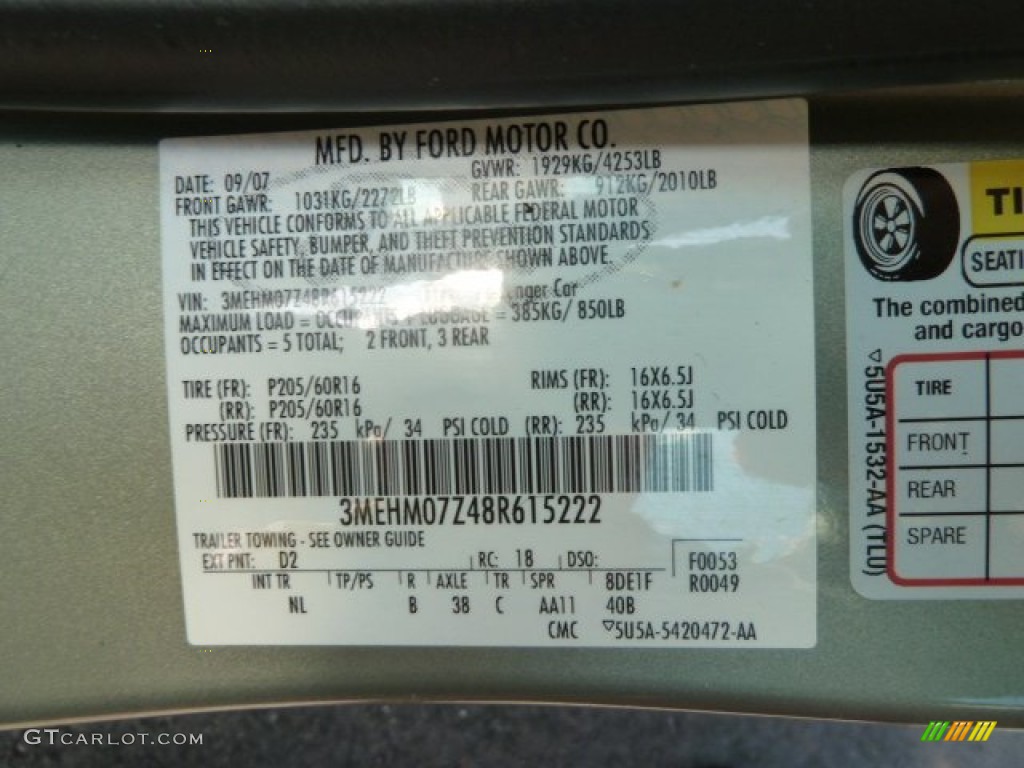 MFD. BY FORD MOTOR CO.
DATE: 09/07 GVWR: 1929KG/4253LB
FRONT GAWR: 1031KG/2272LB REAR GAWR: 912KG/2010LB
THIS VEHICLE CONFORMS TO ALL APPLICABLE FEDERAL MOTOR
VEHICLE SAFETY, BUMPER, AND THEFT PREVENTION STANDARDS
IN EFFECT ON THE DATE OF MANUFACTURE SHOWN ABOVE.
VIN: 3MEHM07Z48R615222 Car
MAXIMUM LOAD = OCCUPANTS + LUGGAGE = 385KG/ 850LB
OCCUPANTS = 5 TOTAL; 2 FRONT, 3 REAR
TIRE (FR): P205/60R16 RIMS (FR): 16X6.5J
(RR): P205/60R16 (RR): 16X6.5J
PRESSURE (FR): 235 kPa/ 34 PSI COLD (RR): 235 kPa/ 34 PSI COLD
3MEHM07Z48R615222
TRAILER TOWING - SEE OWNER GUIDE
EXT PNT: D2 RC: 18 DSO: F0053
INT TR TP/PS R AXLE TR SPR 8DE1F R0049
NL B 38 C AA11 40B
CMC ▽5U5A-5420472-AA
TI
SEATI
The combined
and cargo
▽5U5A-1532-AA (TLU)
TIRE
FRONT
REAR
SPARE
GTCARLOT.COM